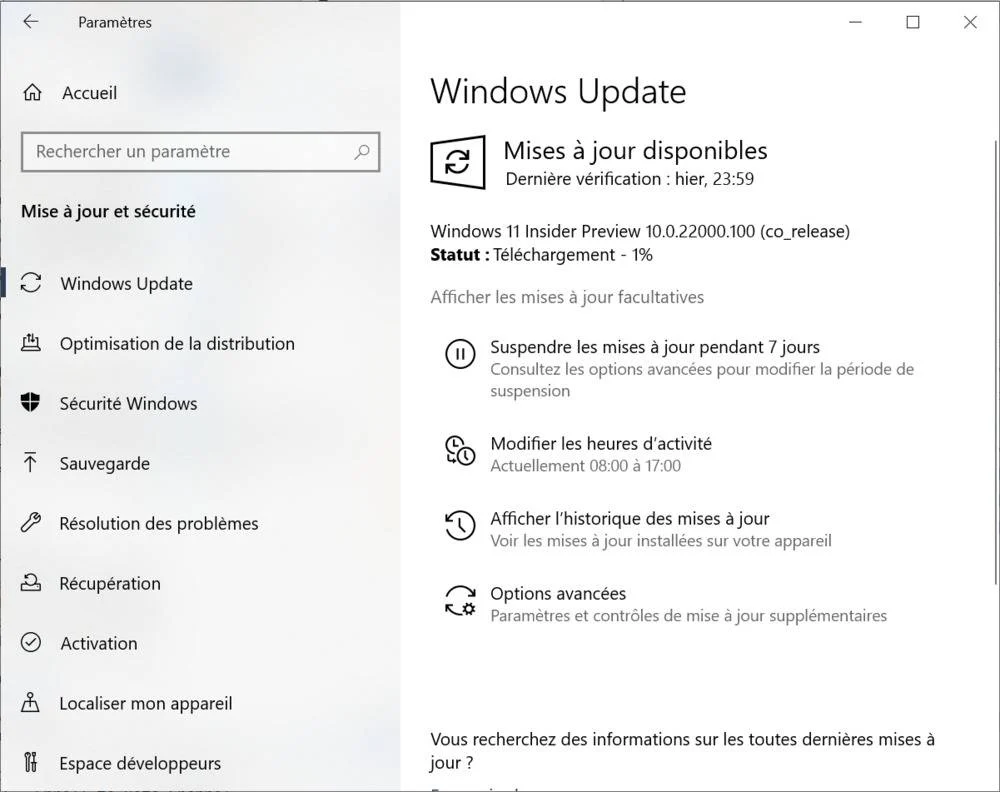 Paramètres
Accueil
Rechercher un paramètre
Mise à jour et sécurité
Windows Update
Optimisation de la distribution
Sécurité Windows
Sauvegarde
Résolution des problèmes
Récupération
Activation
Localiser mon appareil
Espace développeurs
Windows Update
Mises à jour disponibles
Dernière vérification : hier, 23:59
Windows 11 Insider Preview 10.0.22000.100 (co_release)
Statut : Téléchargement - 1%
Afficher les mises à jour facultatives
Suspendre les mises à jour pendant 7 jours
Consultez les options avancées pour modifier la période de
suspension
Modifier les heures d’activité
Actuellement 08:00 à 17:00
Afficher l’historique des mises à jour
Voir les mises à jour installées sur votre appareil
Options avancées
Paramètres et contrôles de mise à jour supplémentaires
Vous recherchez des informations sur les toutes dernières mises à
jour ?